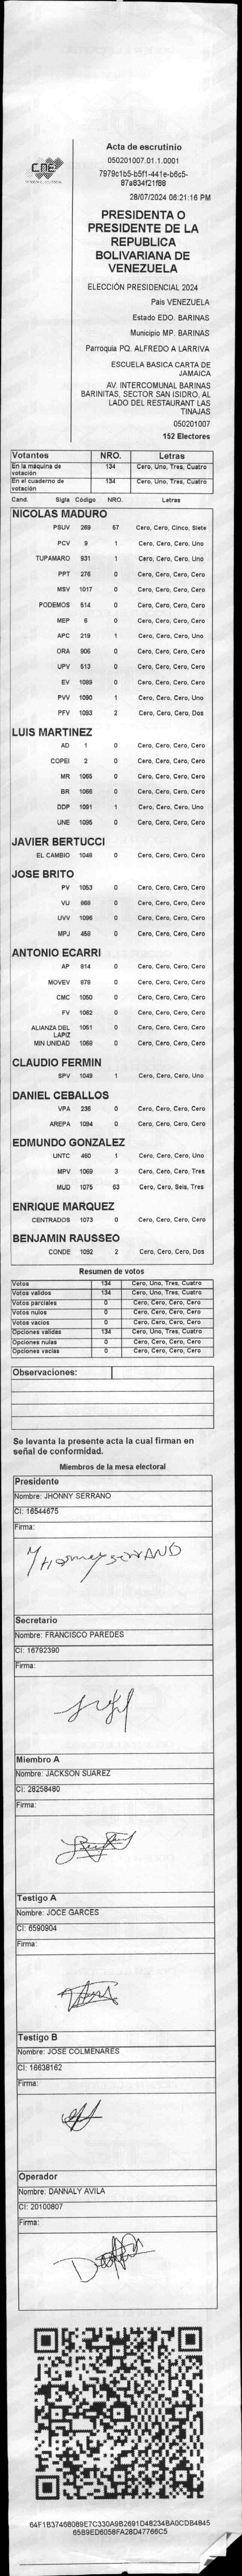 CNE
Acta de escrutinio
050201007.01.1.0001
7979c1b5-b5f1-441e-b6c5-
87a834f21f88
28/07/2024 06:21:16 PM
PRESIDENTA O
PRESIDENTE DE LA
REPUBLICA
BOLIVARIANA DE
VENEZUELA
ELECCIÓN PRESIDENCIAL 2024
Pais VENEZUELA
Estado EDO. BARINAS
Municipio MP. BARINAS
Parroquia PQ. ALFREDO A LARRIVA
ESCUELA BASICA CARTA DE
JAMAICA
AV. INTERCOMUNAL BARINAS
BARINITAS, SECTOR SAN ISIDRO, AL
LADO DEL RESTAURANT LAS
TINAJAS
050201007
152 Electores
Votantes NRO. Letras
En la máquina de votación 134 Cero, Uno, Tres, Cuatro
En el cuaderno de votación 134 Cero, Uno, Tres, Cuatro
Cand. Sigla Código NRO. Letras
NICOLAS MADURO
PSUV 269 57 Cero, Cero, Cinco, Siete
PCV 9 1 Cero, Cero, Cero, Uno
TUPAMARO 931 1 Cero, Cero, Cero, Uno
PPT 276 0 Cero, Cero, Cero, Cero
MSV 1017 0 Cero, Cero, Cero, Cero
PODEMOS 514 0 Cero, Cero, Cero, Cero
MEP 6 0 Cero, Cero, Cero, Cero
APC 219 1 Cero, Cero, Cero, Uno
ORA 906 0 Cero, Cero, Cero, Cero
UPV 513 0 Cero, Cero, Cero, Cero
EV 1089 0 Cero, Cero, Cero, Cero
PVV 1090 1 Cero, Cero, Cero, Uno
PFV 1093 2 Cero, Cero, Cero, Dos
LUIS MARTINEZ
AD 1 0 Cero, Cero, Cero, Cero
COPEI 2 0 Cero, Cero, Cero, Cero
MR 1065 0 Cero, Cero, Cero, Cero
BR 1066 0 Cero, Cero, Cero, Cero
DDP 1091 1 Cero, Cero, Cero, Uno
UNE 1095 0 Cero, Cero, Cero, Cero
JAVIER BERTUCCI
EL CAMBIO 1048 0 Cero, Cero, Cero, Cero
JOSE BRITO
PV 1053 0 Cero, Cero, Cero, Cero
VU 868 0 Cero, Cero, Cero, Cero
UVV 1096 0 Cero, Cero, Cero, Cero
MPJ 458 0 Cero, Cero, Cero, Cero
ANTONIO ECARRI
AP 814 0 Cero, Cero, Cero, Cero
MOVEV 878 0 Cero, Cero, Cero, Cero
CMC 1050 0 Cero, Cero, Cero, Cero
FV 1062 0 Cero, Cero, Cero, Cero
ALIANZA DEL LAPIZ 1051 0 Cero, Cero, Cero, Cero
MIN UNIDAD 1068 0 Cero, Cero, Cero, Cero
CLAUDIO FERMIN
SPV 1049 1 Cero, Cero, Cero, Uno
DANIEL CEBALLOS
VPA 236 0 Cero, Cero, Cero, Cero
AREPA 1094 0 Cero, Cero, Cero, Cero
EDMUNDO GONZALEZ
UNTC 460 1 Cero, Cero, Cero, Uno
MPV 1069 3 Cero, Cero, Cero, Tres
MUD 1075 63 Cero, Cero, Seis, Tres
ENRIQUE MARQUEZ
CENTRADOS 1073 0 Cero, Cero, Cero, Cero
BENJAMIN RAUSSEO
CONDE 1092 2 Cero, Cero, Cero, Dos
Resumen de votos
Votos 134 Cero, Uno, Tres, Cuatro
Votos validos 134 Cero, Uno, Tres, Cuatro
Votos parciales 0 Cero, Cero, Cero, Cero
Votos nulos 0 Cero, Cero, Cero, Cero
Votos vacios 0 Cero, Cero, Cero, Cero
Opciones validas 134 Cero, Uno, Tres, Cuatro
Opciones nulas 0 Cero, Cero, Cero, Cero
Opciones vacias 0 Cero, Cero, Cero, Cero
Observaciones:
Se levanta la presente acta la cual firman en
señal de conformidad.
Miembros de la mesa electoral
Presidente
Nombre: JHONNY SERRANO
CI: 16544675
Firma:
Jhonny SERRANO
Secretario
Nombre: FRANCISCO PAREDES
CI: 16792390
Firma:
Miembro A
Nombre: JACKSON SUAREZ
CI: 28258480
Firma:
Testigo A
Nombre: JOCE GARCES
CI: 6590904
Firma:
Testigo B
Nombre: JOSE COLMENARES
CI: 16638162
Firma:
Operador
Nombre: DANNALY AVILA
CI: 20100807
Firma:
64F1B37468089E7C330A9B2691D48234BA0CDB4845
65B9ED6058FA28D47766C5